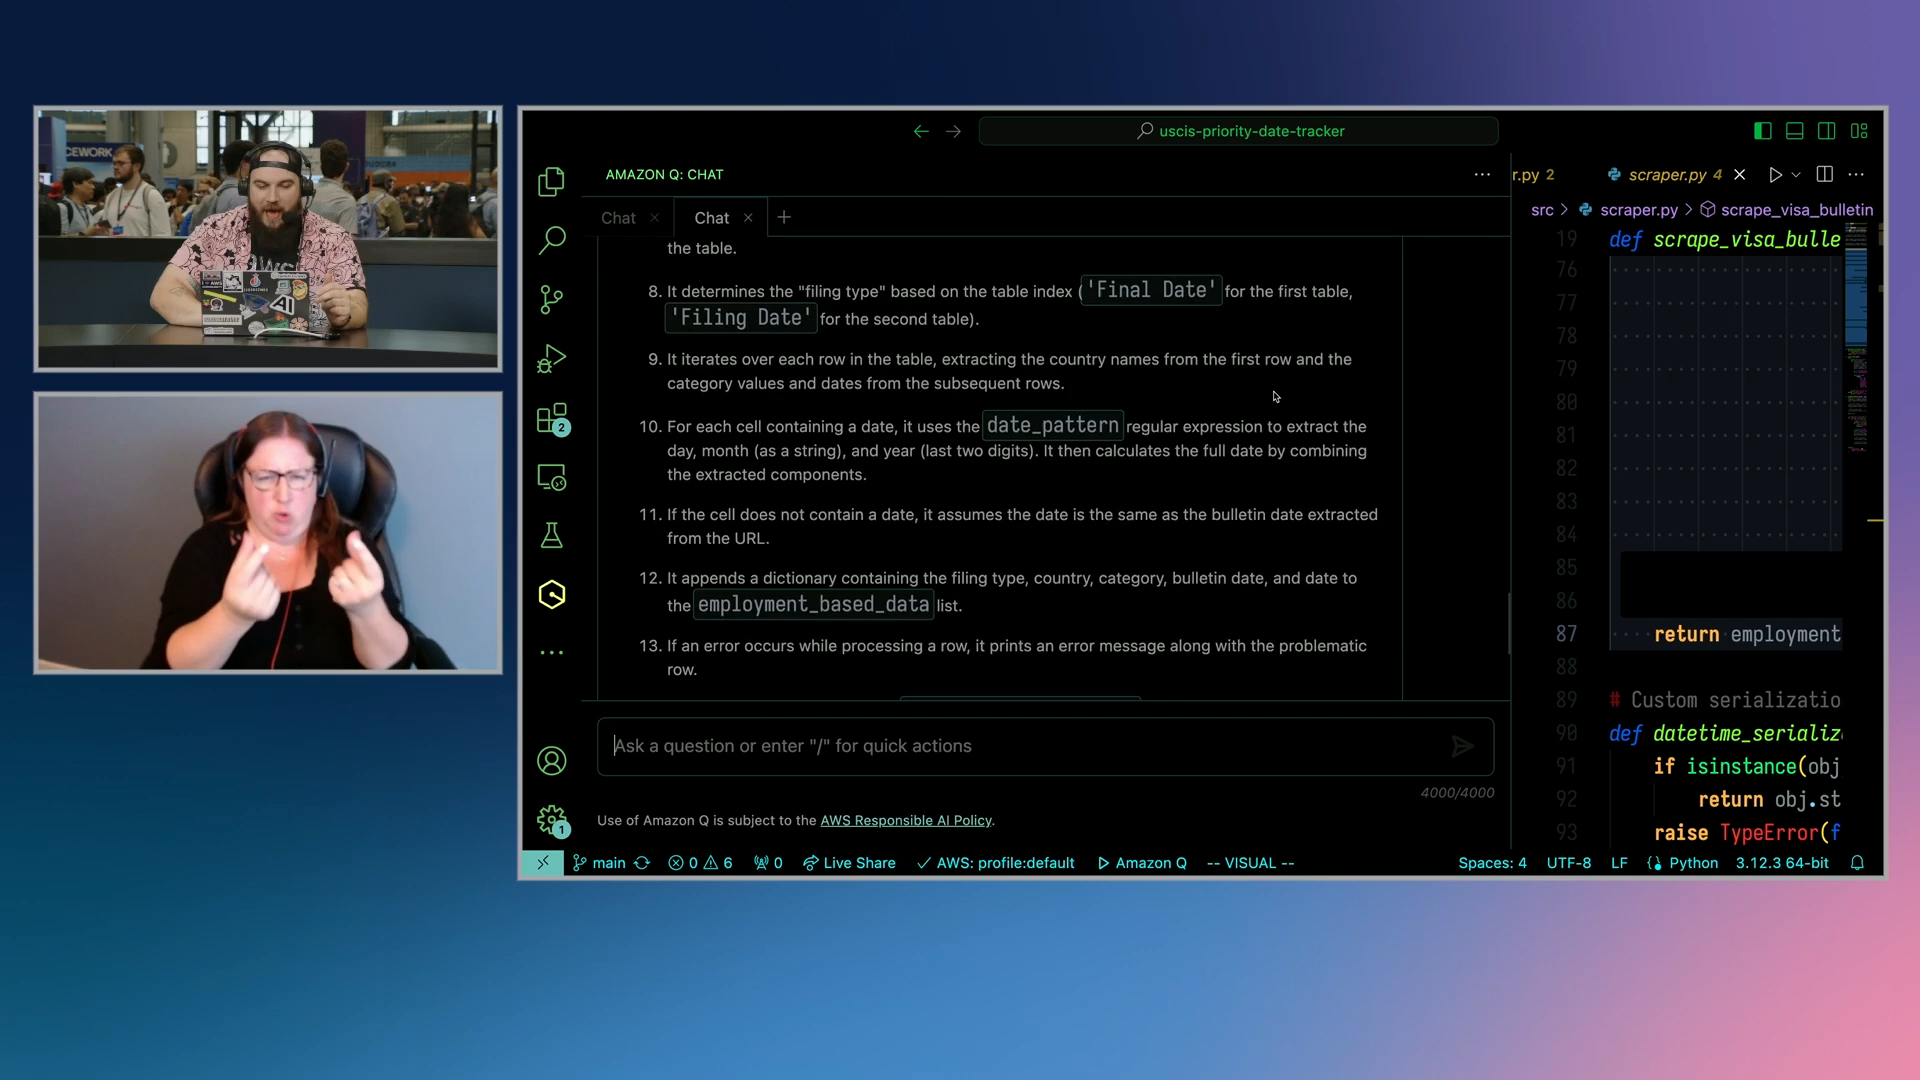 CEWORK
AI
uscis-priority-date-tracker
AMAZON Q: CHAT
Chat
Chat
the table.
8. It determines the "filing type" based on the table index ( 'Final Date' for the first table,
'Filing Date' for the second table).
9. It iterates over each row in the table, extracting the country names from the first row and the
category values and dates from the subsequent rows.
10. For each cell containing a date, it uses the date_pattern regular expression to extract the
day, month (as a string), and year (last two digits). It then calculates the full date by combining
the extracted components.
11. If the cell does not contain a date, it assumes the date is the same as the bulletin date extracted
from the URL.
12. It appends a dictionary containing the filing type, country, category, bulletin date, and date to
the employment_based_data list.
13. If an error occurs while processing a row, it prints an error message along with the problematic
row.
Ask a question or enter "/" for quick actions
4000/4000
Use of Amazon Q is subject to the AWS Responsible AI Policy.
2
1
r.py 2
scraper.py 4
src > scraper.py > scrape_visa_bulletin
19 def scrape_visa_bulle
76
77
78
79
80
81
82
83
84
85
86
87 return employment
88
89 # Custom serializatio
90 def datetime_serializ
91 if isinstance(obj
92 return obj.st
93 raise TypeError(f
main 0 6 0 Live Share AWS: profile:default Amazon Q -- VISUAL -- Spaces: 4 UTF-8 LF Python 3.12.3 64-bit